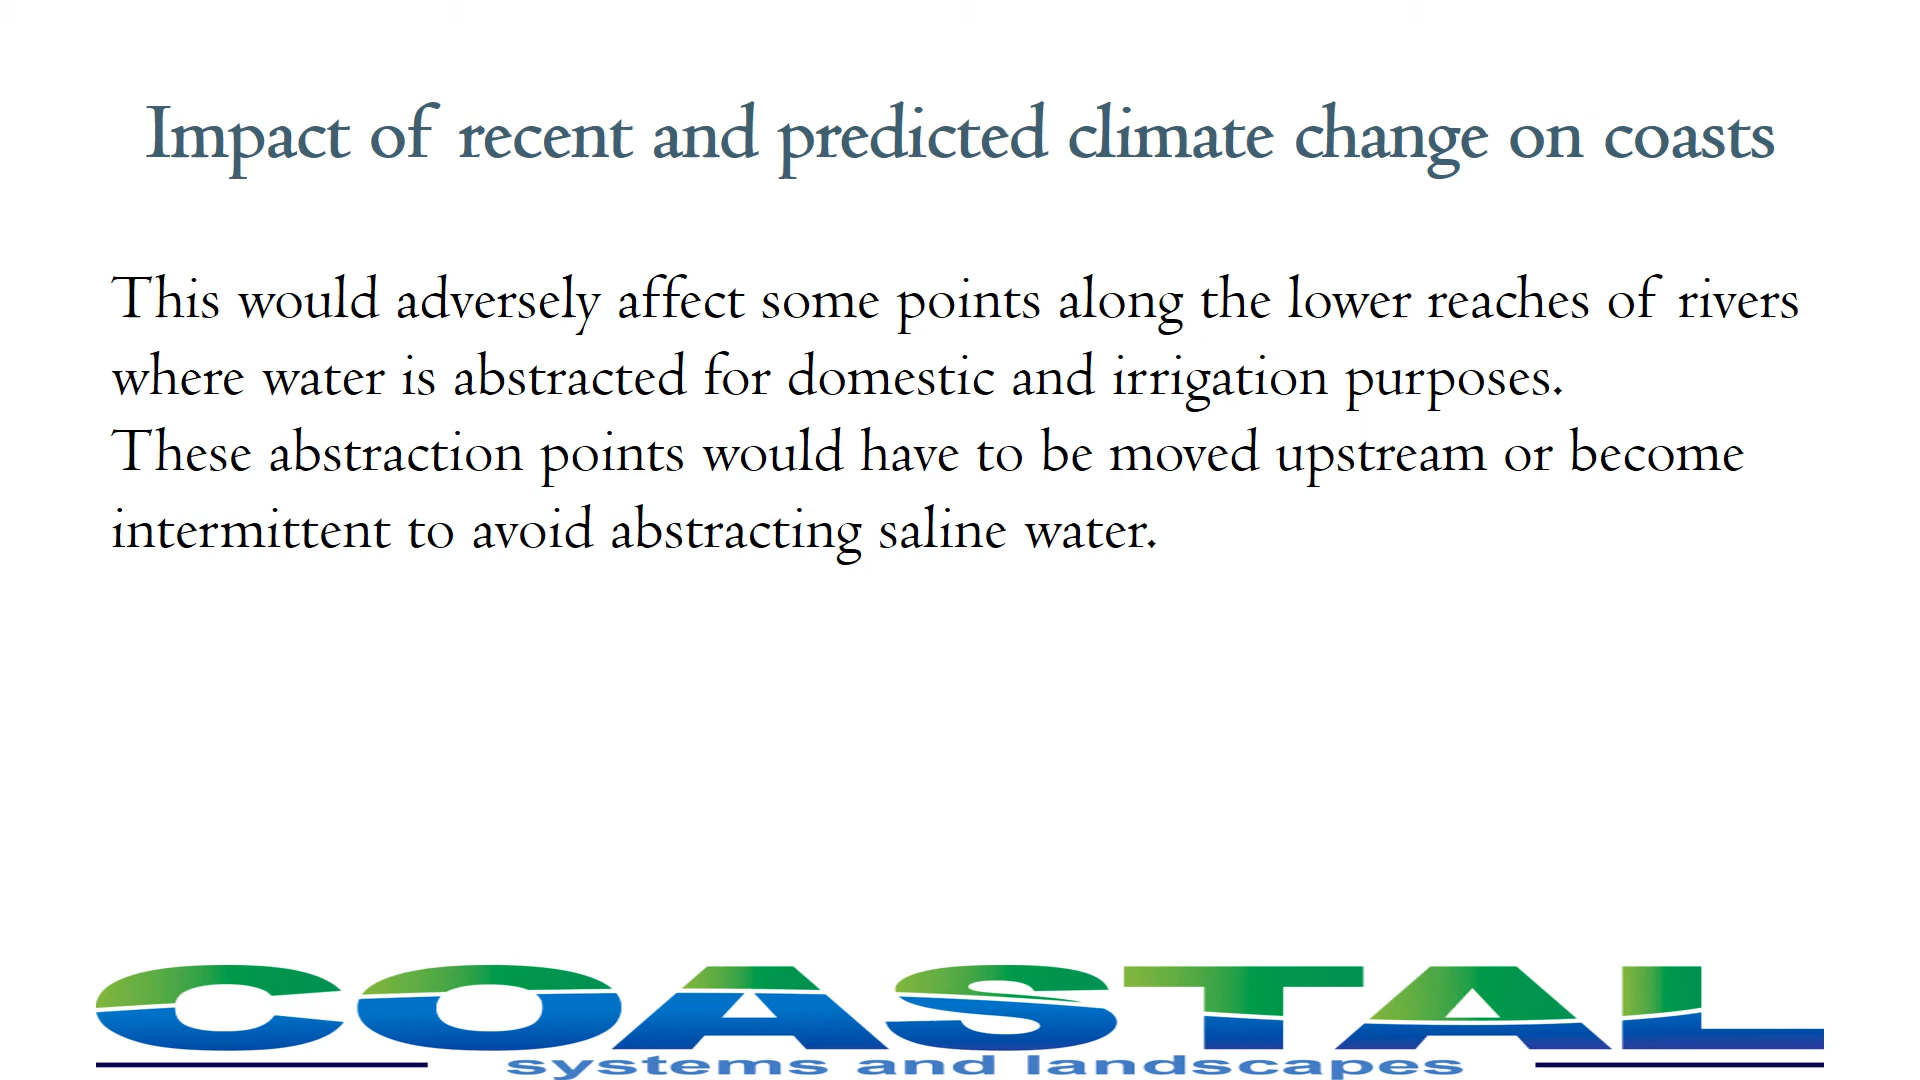 Impact of recent and predicted climate change on coasts
This would adversely affect some points along the lower reaches of rivers
where water is abstracted for domestic and irrigation purposes.
These abstraction points would have to be moved upstream or become
intermittent to avoid abstracting saline water.
COASTAL
systems and landscapes